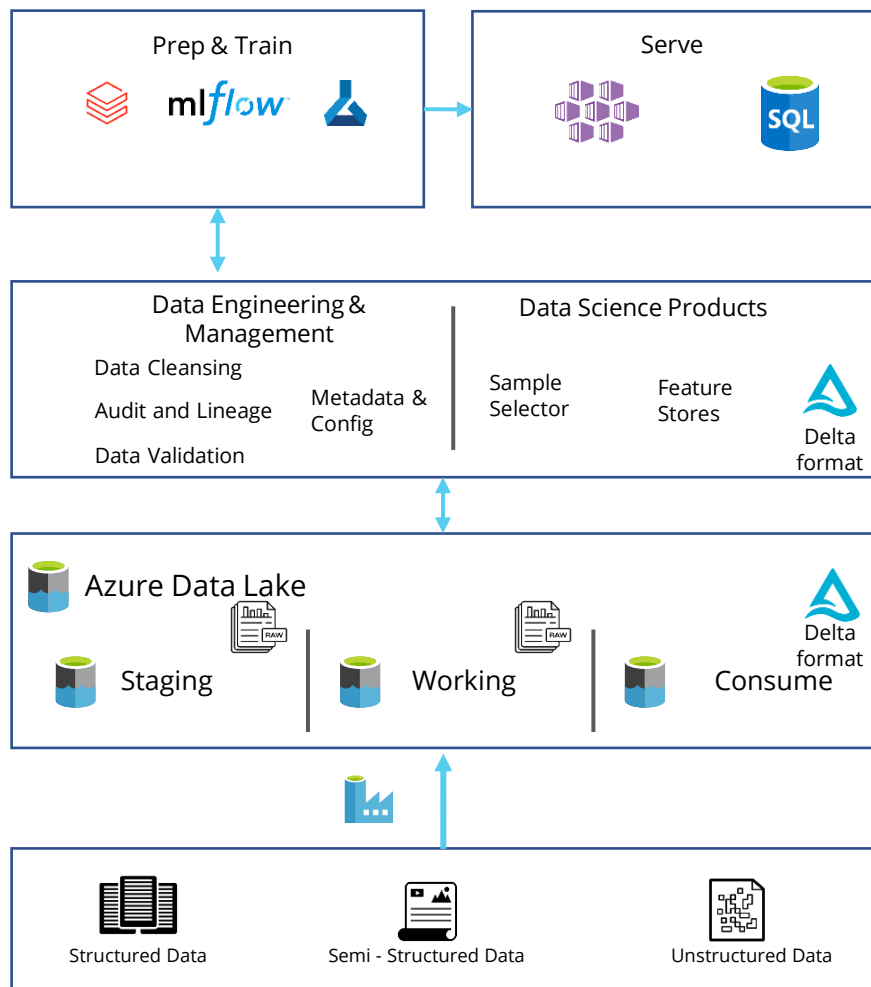 Prep & Train
mlflow™
Serve
SQL
Data Engineering &
Management
Data Cleansing
Audit and Lineage
Data Validation
Metadata &
Config
Data Science Products
Sample
Selector
Feature
Stores
Delta
format
Azure Data Lake
RAW
RAW
Delta
format
Staging
Working
Consume
Structured Data
Semi - Structured Data
Unstructured Data